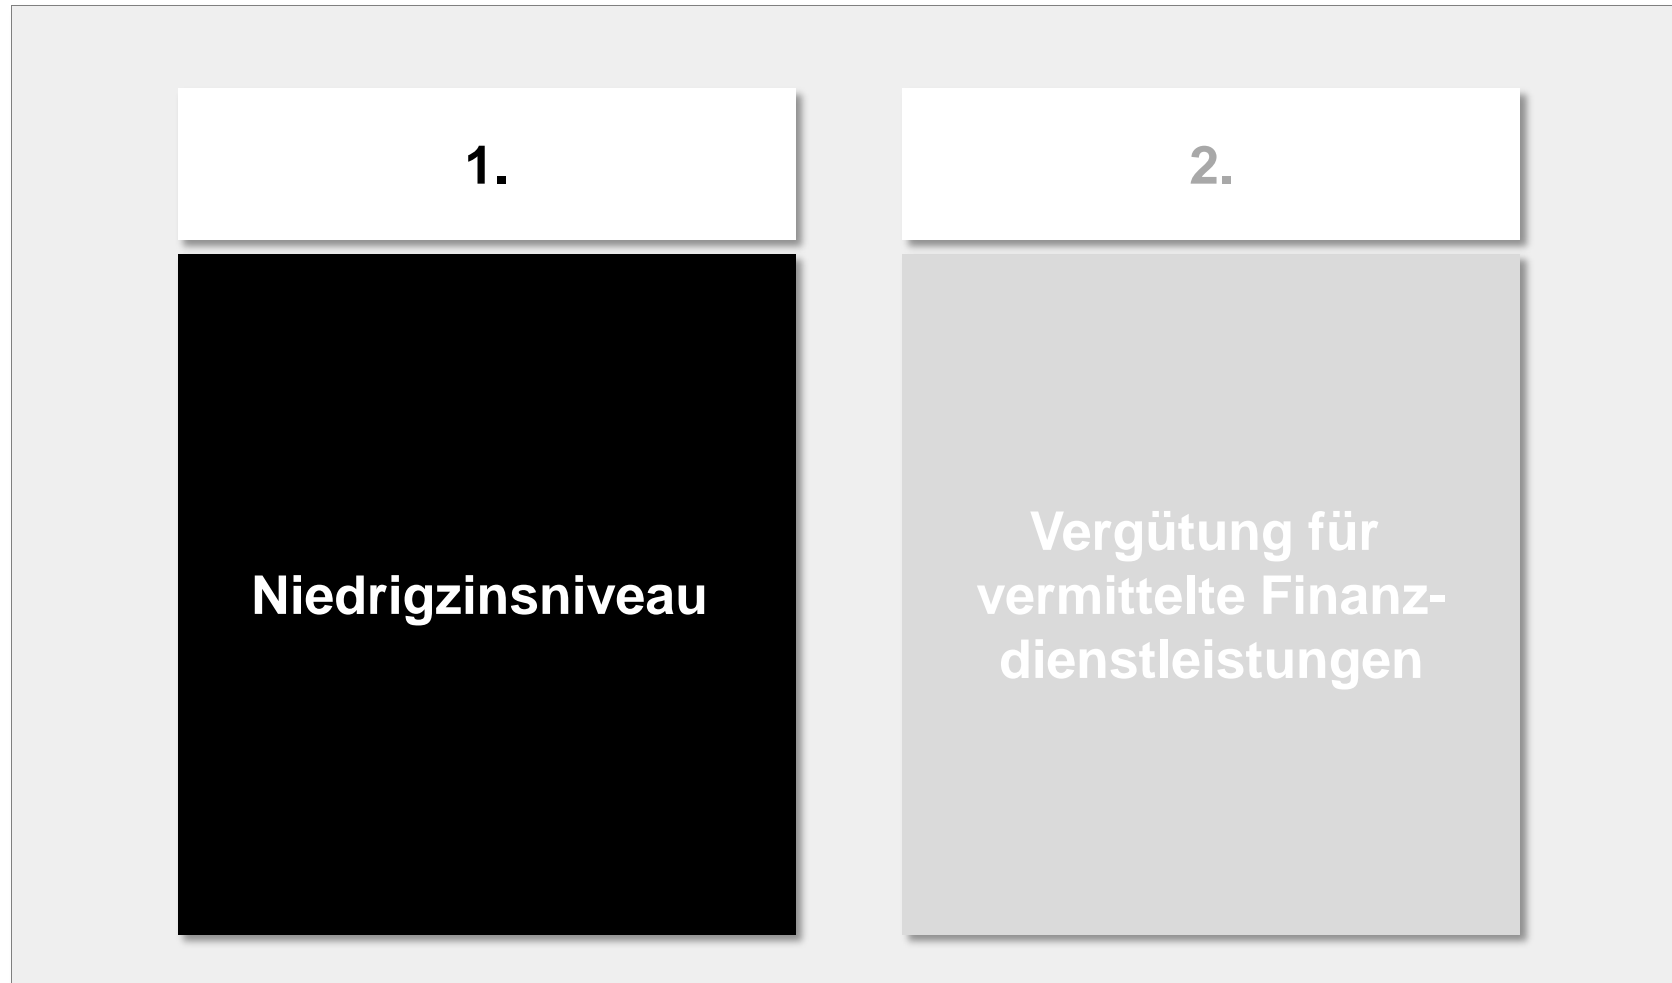 1.
Niedrigzinsniveau
2.
Vergütung für
vermittelte Finanz-
dienstleistungen